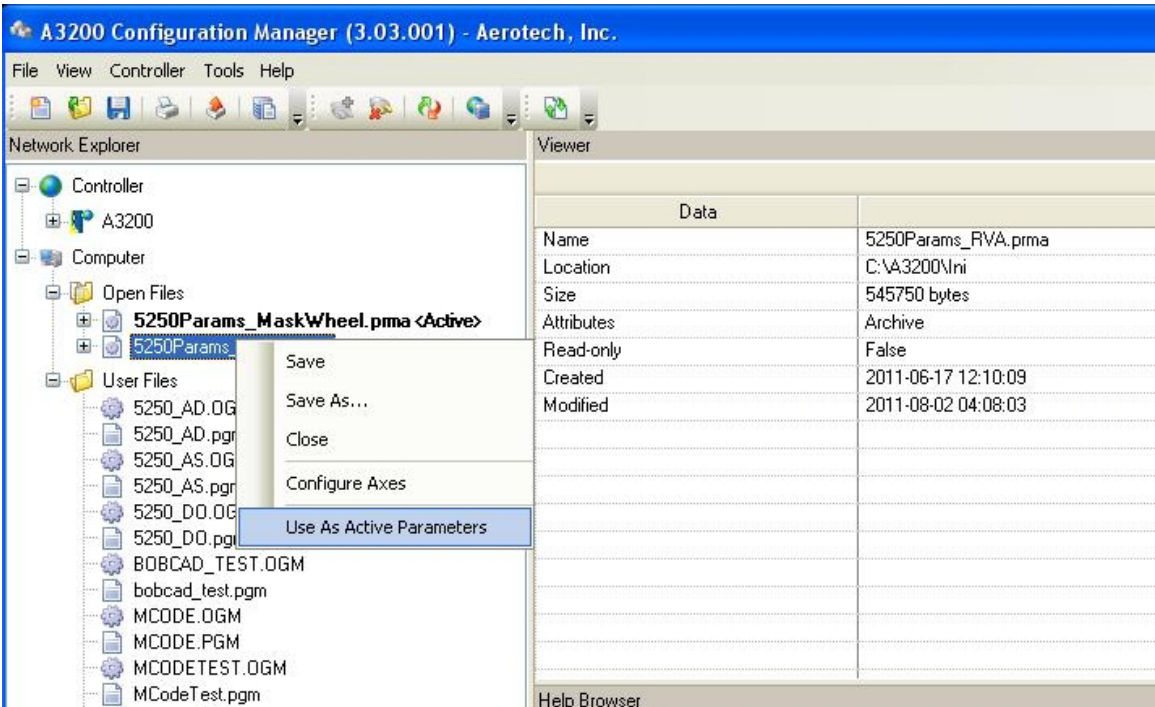 A3200 Configuration Manager (3.03.001) - Aerotech, Inc.
File View Controller Tools Help
Network Explorer
Viewer
Controller
A3200
Computer
Open Files
5250Params_MaskWheel.prma <Active>
5250Params_
User Files
5250_AD.OG
5250_AD.pgr
5250_AS.OG
5250_AS.pgr
5250_DO.OG
5250_DO.pg
BOBCAD_TEST.OGM
bobcad_test.pgm
MCODE.OGM
MCODE.PGM
MCODETEST.OGM
MCodeTest.pgm
Save
Save As...
Close
Configure Axes
Use As Active Parameters
Data
Name 5250Params_RVA.prma
Location C:\A3200\Ini
Size 545750 bytes
Attributes Archive
Read-only False
Created 2011-06-17 12:10:09
Modified 2011-08-02 04:08:03
Help Browser